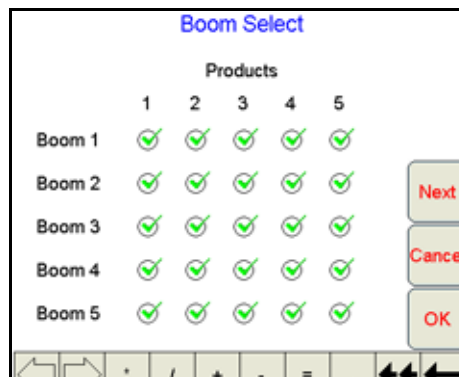 Boom Select
Products
1 2 3 4 5
Boom 1
Boom 2
Next
Boom 3
Cance
Boom 4
Boom 5
OK
* / + - =